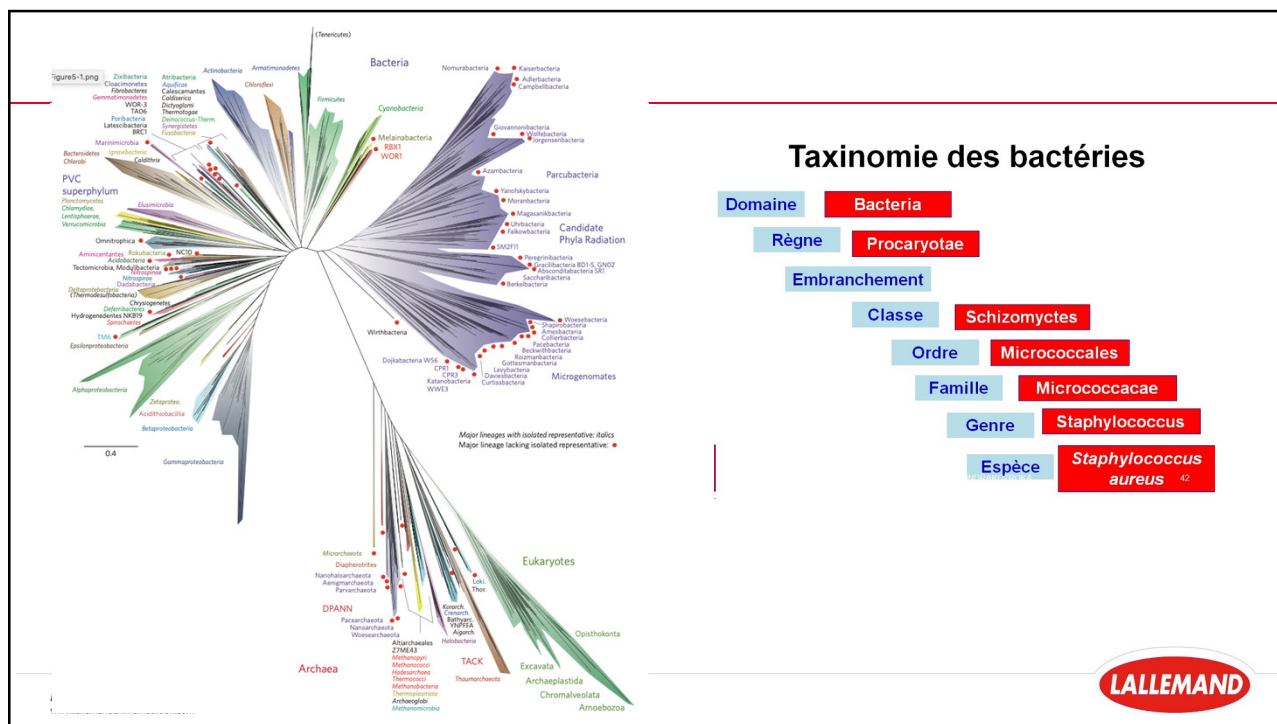 (Tenericutes)
Figure5-1.png
Bacteria
Zixibacteria
Cloacimonetes
Fibrobacteres
Gemmatimonadetes
WOR-3
TA06
Poribacteria
Latescibacteria
BRC1
Atribacteria
Aquificae
Calescamantes
Caldiserica
Dictyoglomi
Thermotogae
Deinococcus-Therm.
Synergistetes
Fusobacteria
Actinobacteria
Armatimonadetes
Chloroflexi
Firmicutes
Cyanobacteria
Melainabacteria
RBX1
WOR1
Nomurabacteria
Kaiserbacteria
Adlerbacteria
Campbellbacteria
Giovannonibacteria
Wolfebacteria
Jorgensenbacteria
Azambacteria
Parcubacteria
Yanofskybacteria
Moranbacteria
Magasanikbacteria
Uhrbacteria
Falkowbacteria
Candidate
Phyla Radiation
SM2F11
Peregrinibacteria
Gracilibacteria BD1-5, GN02
Absconditabacteria SR1
Saccharibacteria
Berkelbacteria
Marinimicrobia
Bacteroidetes
Chlorobi
Ignavibacteria
Caldithrix
PVC
superphylum
Planctomycetes
Chlamydiae,
Lentisphaerae,
Verrucomicrobia
Elusimicrobia
Omnitrophica
Aminicentantes
Rokubacteria
NC10
Acidobacteria
Tectomicrobia, Modulibacteria
Nitrospinae
Nitrospirae
Dadabacteria
Deltaprotebacteria
(Thermodesulfobacteria)
Chrysiogenetes
Deferribacteres
Hydrogenedentes NKB19
Spirochaetes
TM6
Epsilonproteobacteria
Alphaproteobacteria
Zetaproteo.
Acidithiobacillia
Betaproteobacteria
Gammaproteobacteria
0.4
Wirthbacteria
Woesebacteria
Shapirobacteria
Amesbacteria
Collierbacteria
Pacebacteria
Beckwithbacteria
Roizmanbacteria
Gottesmanbacteria
Levybacteria
Daviesbacteria
Curtissbacteria
Dojkabacteria WS6
CPR1
CPR3
Katanobacteria
WWE3
Microgenomates
Major lineages with isolated representative: italics
Major lineage lacking isolated representative:
Micrarchaeota
Diapherotrites
Nanohaloarchaeota
Aenigmarchaeota
Parvarchaeota
DPANN
Pacearchaeota
Nanoarchaeota
Woesearchaeota
Archaea
Altiarchaeales
Z7ME43
Methanopyri
Methanococci
Hadesarchaea
Thermococci
Methanobacteria
Thermoplasmata
Archaeoglobi
Methanomicrobia
Halobacteria
Korarch.
Crenarch.
Bathyarc.
YNPFFA
Aigarch.
TACK
Thaumarchaeota
Loki.
Thor.
Eukaryotes
Opisthokonta
Excavata
Archaeplastida
Chromalveolata
Amoebozoa
Taxinomie des bactéries
Domaine Bacteria
Règne Procaryotae
Embranchement
Classe Schizomyctes
Ordre Micrococcales
Famille Micrococcacae
Genre Staphylococcus
Espèce Staphylococcus
aureus
42
LALLEMAND